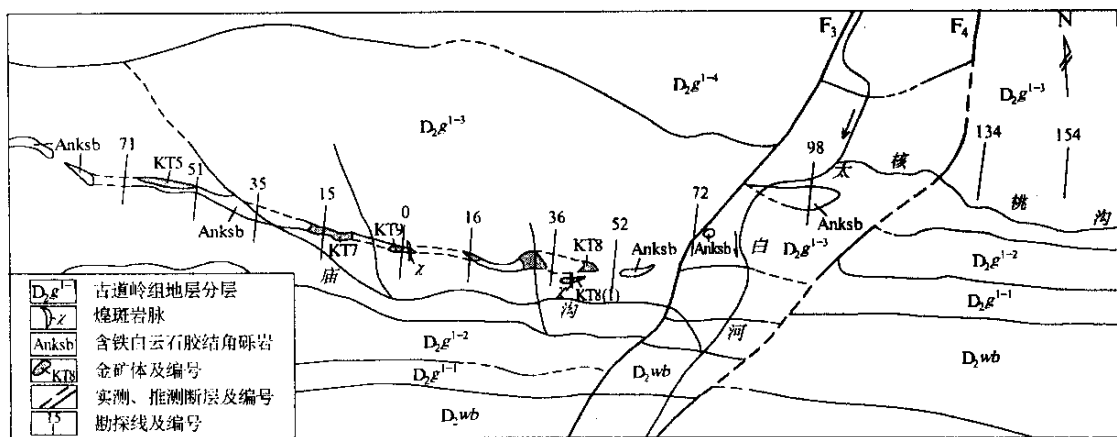 F₃
F₄
N
D₂g¹⁻⁴
D₂g¹⁻³
D₂g¹⁻³
134
154
98
Anksb
71
KT5
51
35
15
0
16
36
52
72
太
核
桃
沟
Anksb
KT9
KT7
χ
KT8
KT8(1)
Anksb
Anksb
Anksb
白
D₂g¹⁻³
D₂g¹⁻²
D₂g¹⁻¹
庙
沟
河
D₂g¹⁻²
D₂g¹⁻¹
D₂wb
D₂wb
D₂wb
D₂g¹⁻¹ 古道岭组地层分层
χ 煌斑岩脉
Anksb 含铁白云石胶结角砾岩
KT8 金矿体及编号
实测、推测断层及编号
15 勘探线及编号